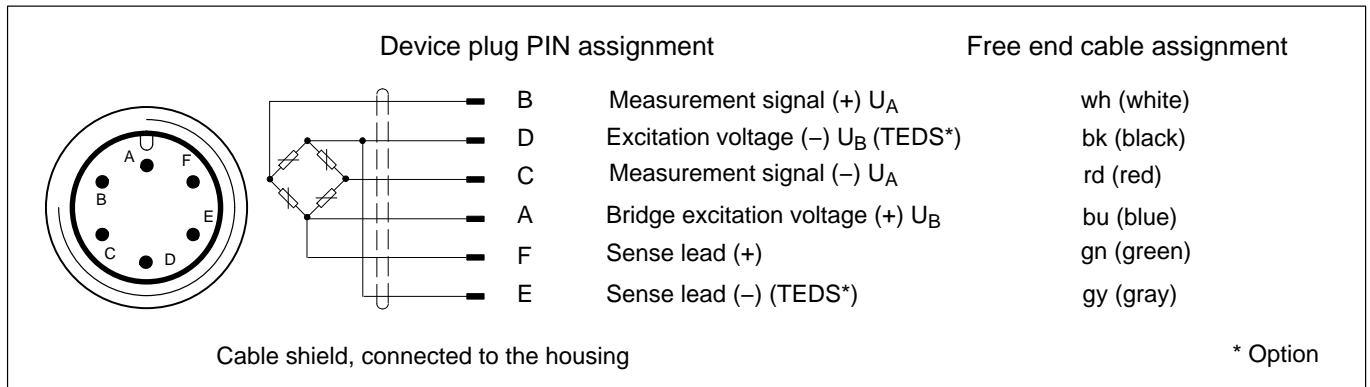 Device plug PIN assignment Free end cable assignment
B Measurement signal (+) UA wh (white)
D Excitation voltage (−) UB (TEDS*) bk (black)
C Measurement signal (−) UA rd (red)
A Bridge excitation voltage (+) UB bu (blue)
F Sense lead (+) gn (green)
E Sense lead (−) (TEDS*) gy (gray)
A F
B
E
C D
Cable shield, connected to the housing * Option